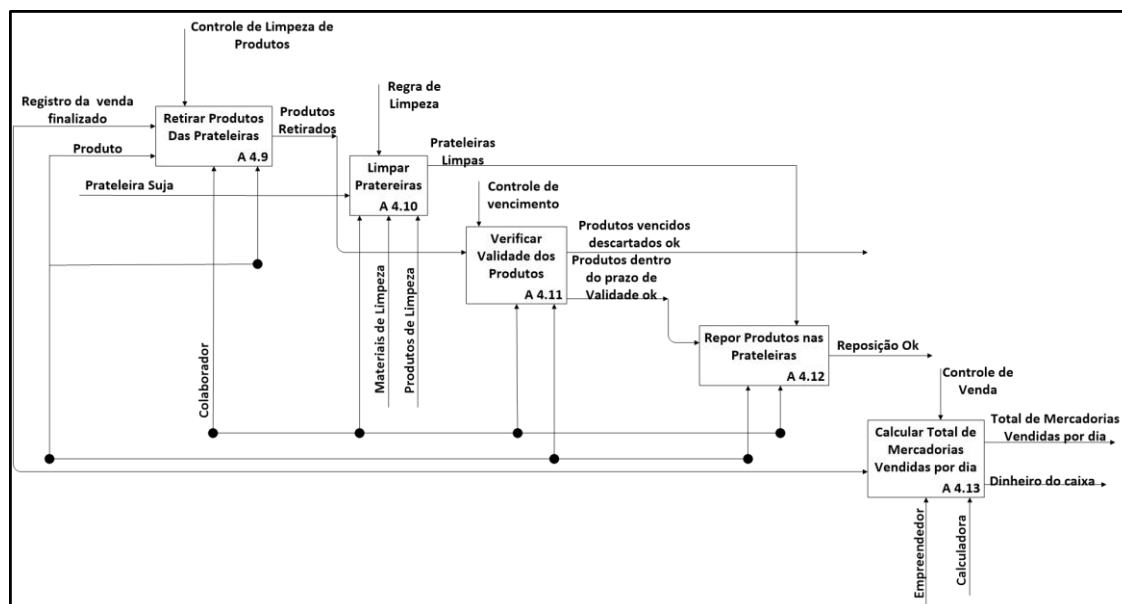 Controle de Limpeza de
Produtos
Registro da venda
finalizado
Produto
Retirar Produtos
Das Prateleiras
A 4.9
Produtos
Retirados
Regra de
Limpeza
Prateleira Suja
Limpar
Pratereiras
A 4.10
Prateleiras
Limpas
Controle de
vencimento
Verificar
Validade dos
Produtos
A 4.11
Produtos vencidos
descartados ok
Produtos dentro
do prazo de
Validade ok
Colaborador
Materiais de Limpeza
Produtos de Limpeza
Repor Produtos nas
Prateleiras
A 4.12
Reposição Ok
Controle de
Venda
Calcular Total de
Mercadorias
Vendidas por dia
A 4.13
Total de Mercadorias
Vendidas por dia
Dinheiro do caixa
Empreendedor
Calculadora